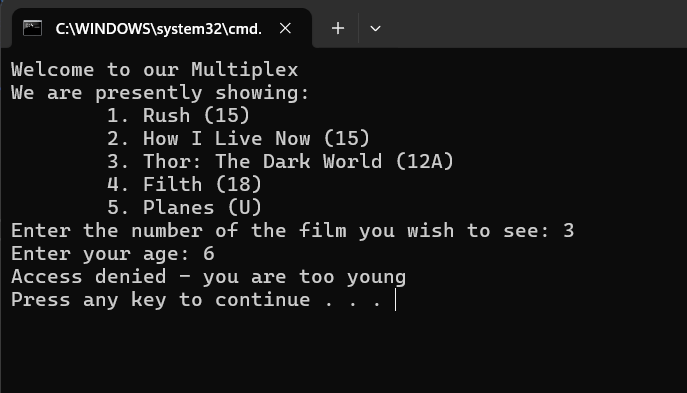 C:\WINDOWS\system32\cmd.
Welcome to our Multiplex
We are presently showing:
1. Rush (15)
2. How I Live Now (15)
3. Thor: The Dark World (12A)
4. Filth (18)
5. Planes (U)
Enter the number of the film you wish to see: 3
Enter your age: 6
Access denied - you are too young
Press any key to continue . . .